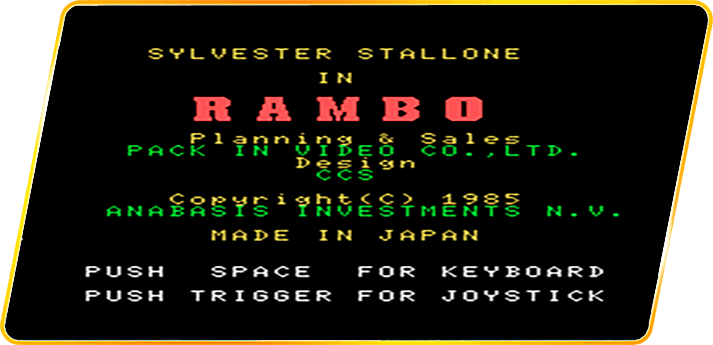 SYLVESTER STALLONE
IN
RAMBO
Planning & Sales
PACK IN VIDEO CO.,LTD.
Design
CCS
Copyright(C) 1985
ANABASIS INVESTMENTS N.V.
MADE IN JAPAN
PUSH SPACE FOR KEYBOARD
PUSH TRIGGER FOR JOYSTICK